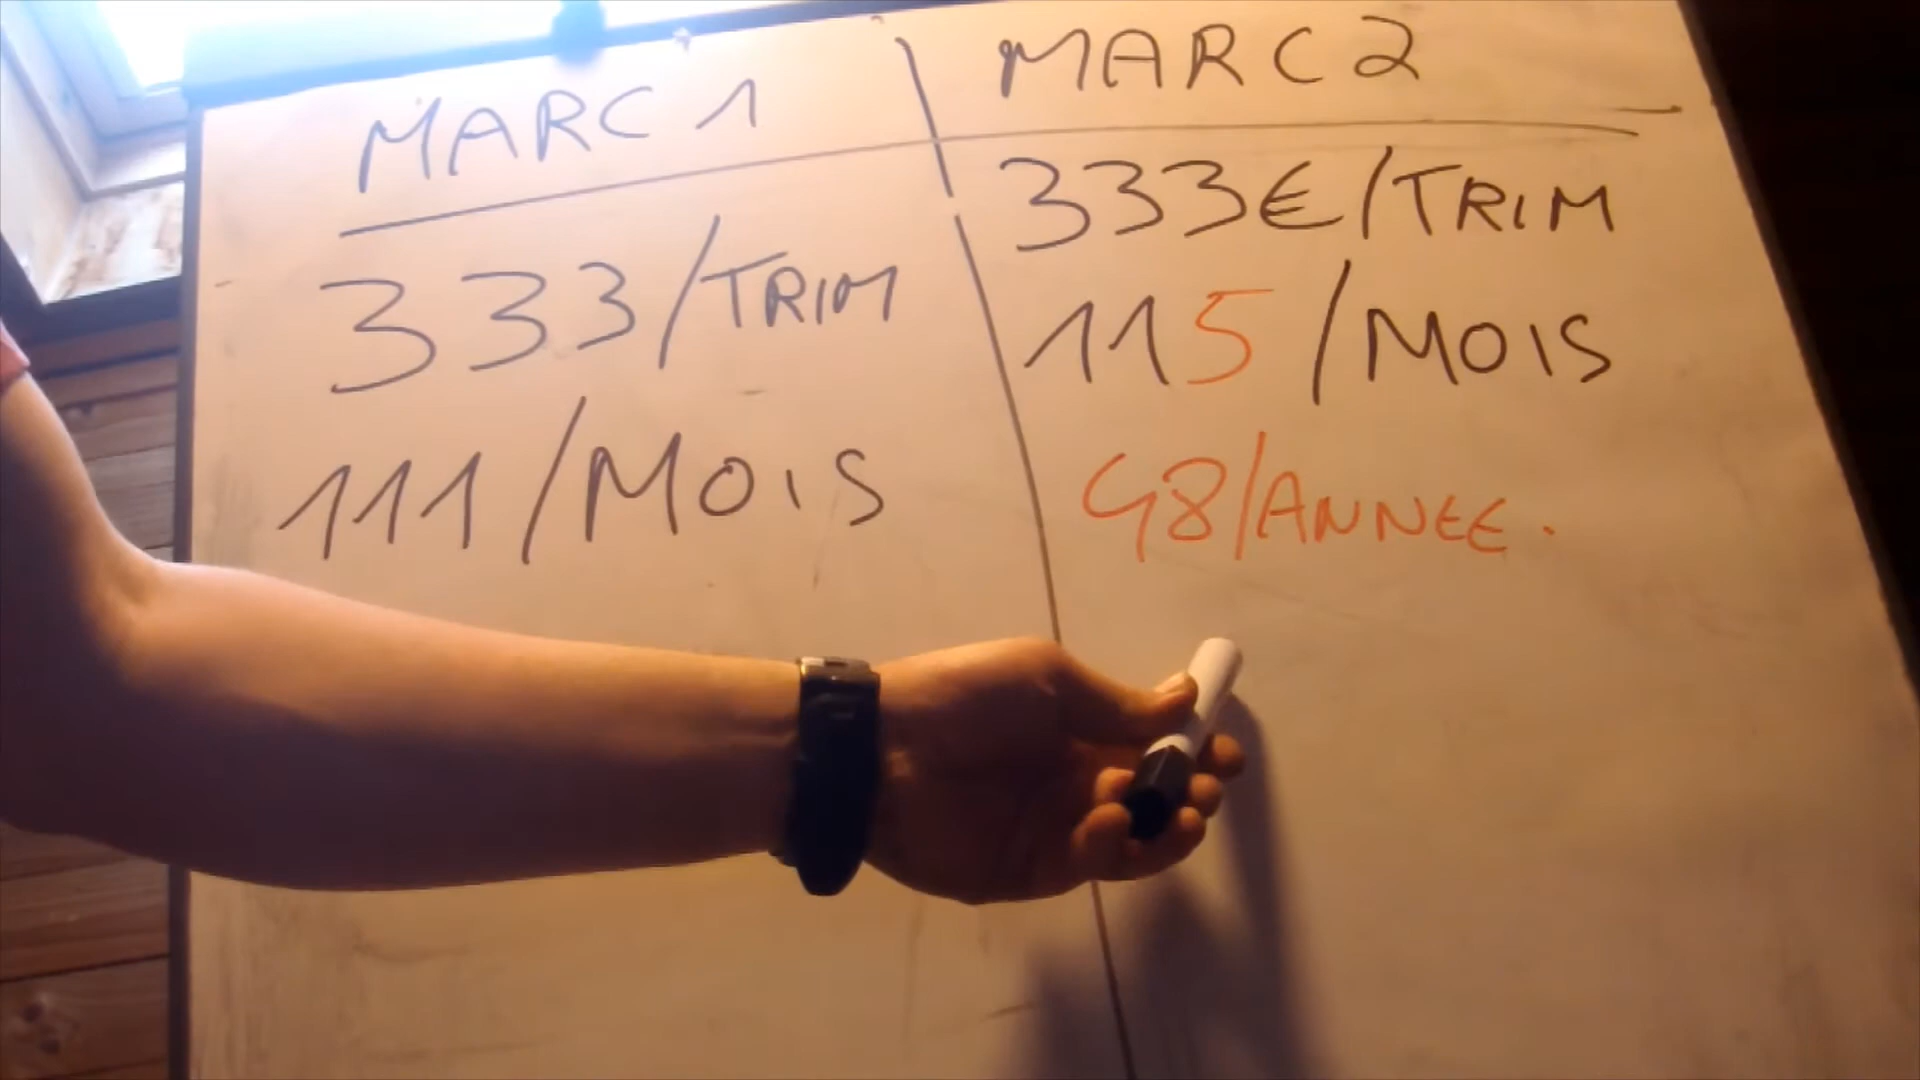 MARC 1
333/TRIM
111/MOIS
MARC 2
333€/TRIM
115/MOIS
48/ANNEE.